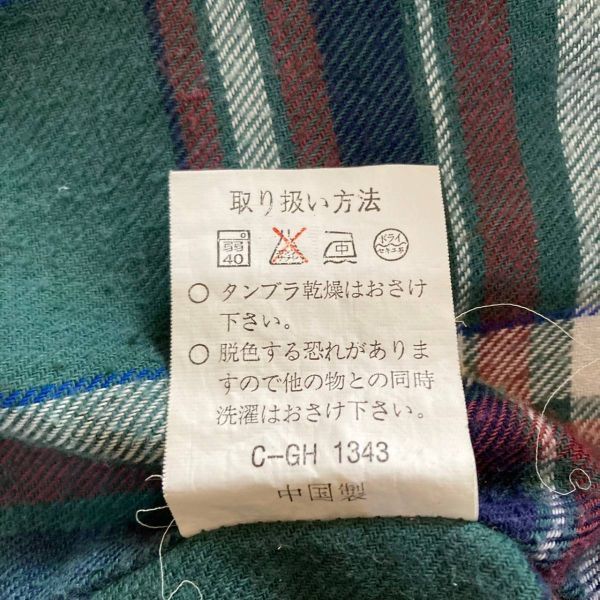 取り扱い方法
弱 40 中 ドライ セキユ系
○ タンブラ乾燥はおさけ
下さい。
○ 脱色する恐れがありま
すので他の物との同時
洗濯はおさけ下さい。
C-GH 1343
中国製